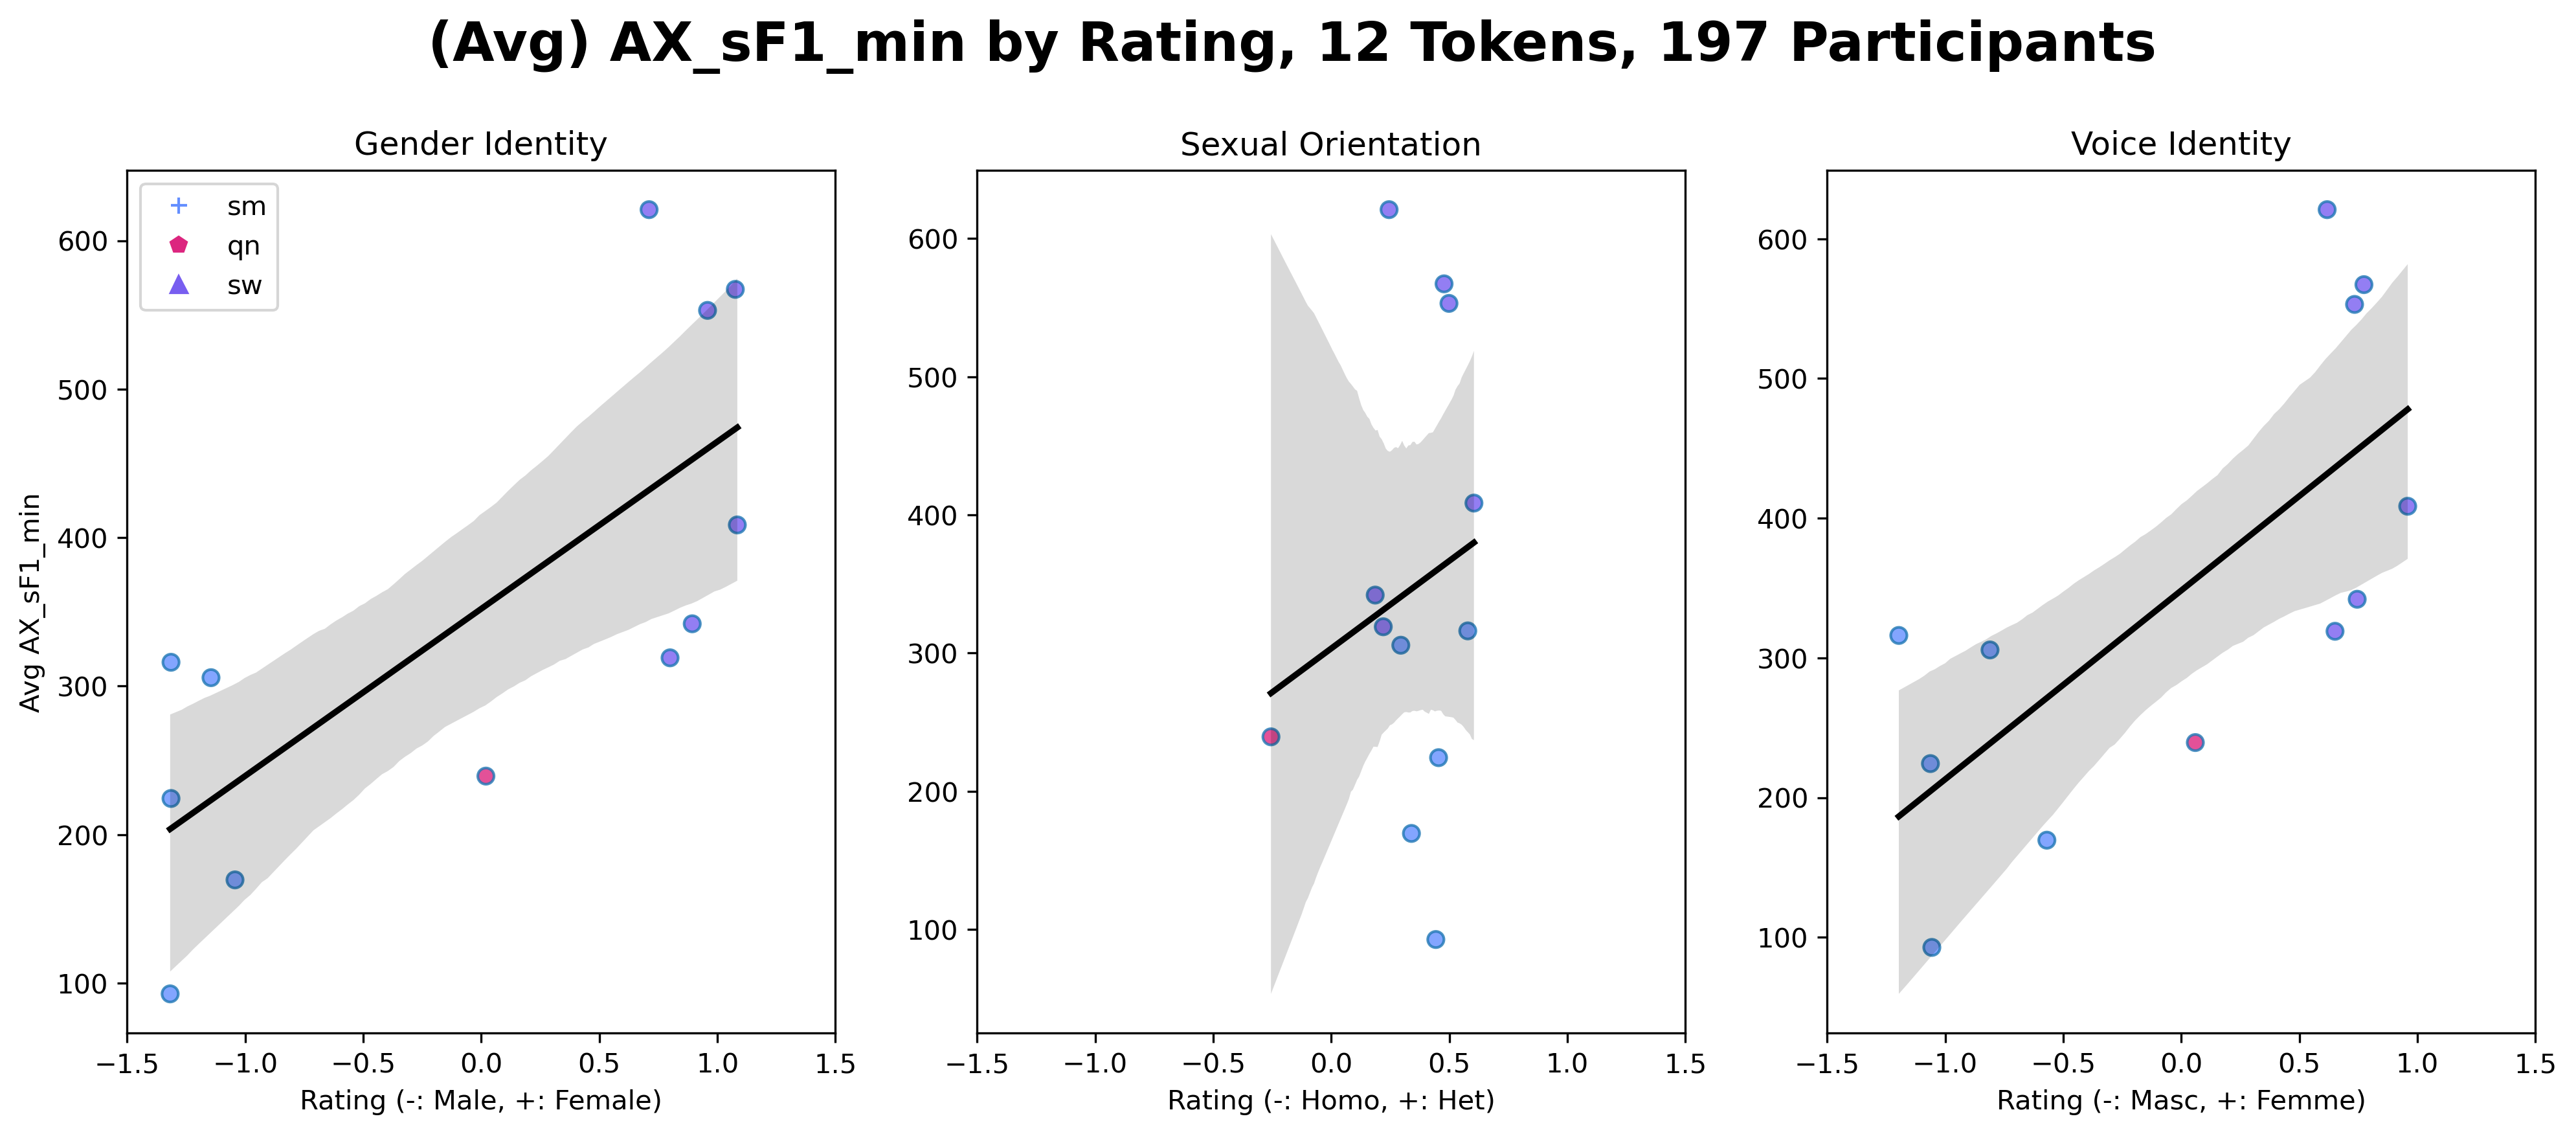 (Avg) AX_sF1_min by Rating, 12 Tokens, 197 Participants
Gender Identity
sm
qn
sw
600
500
400
300
200
100
Avg AX_sF1_min
−1.5 −1.0 −0.5 0.0 0.5 1.0 1.5
Rating (-: Male, +: Female)
Sexual Orientation
600
500
400
300
200
100
−1.5 −1.0 −0.5 0.0 0.5 1.0 1.5
Rating (-: Homo, +: Het)
Voice Identity
600
500
400
300
200
100
−1.5 −1.0 −0.5 0.0 0.5 1.0 1.5
Rating (-: Masc, +: Femme)